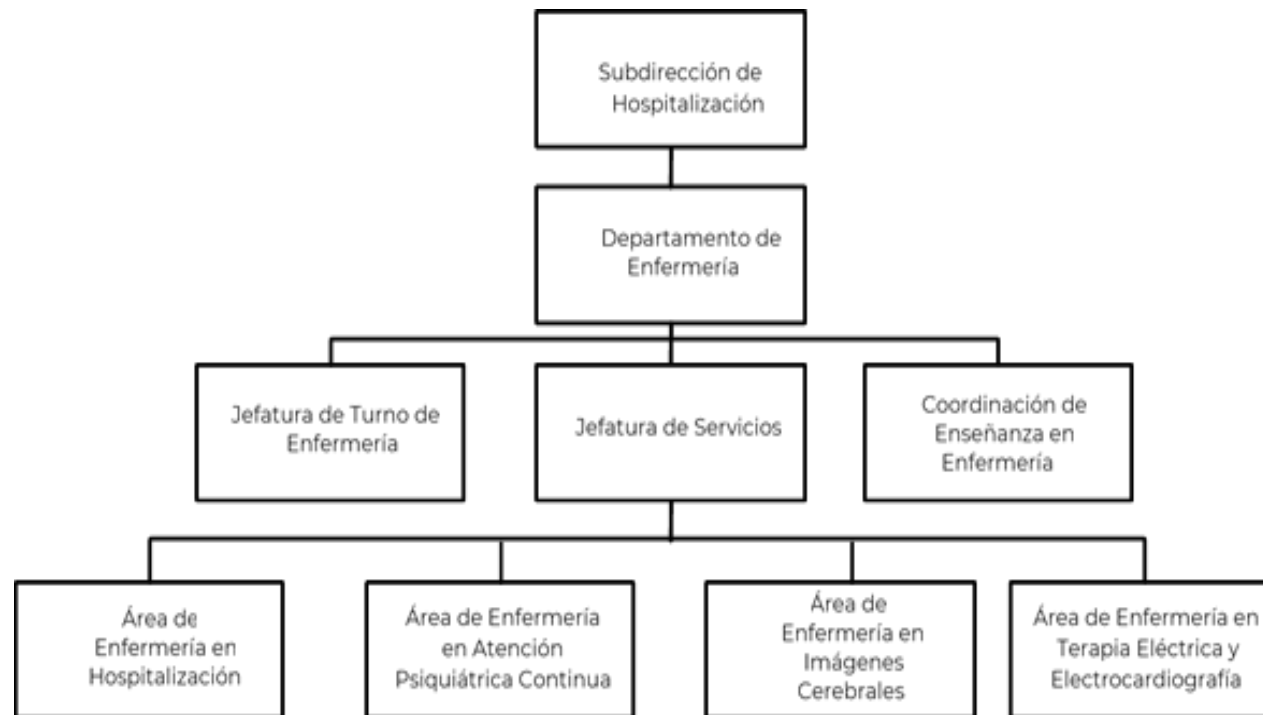 Subdirección de
Hospitalización
Departamento de
Enfermería
Jefatura de Turno de
Enfermería
Jefatura de Servicios
Coordinación de
Enseñanza en
Enfermería
Área de
Enfermería en
Hospitalización
Área de Enfermería
en Atención
Psiquiátrica Continua
Área de
Enfermería en
Imágenes
Cerebrales
Área de Enfermería en
Terapia Eléctrica y
Electrocardiografía